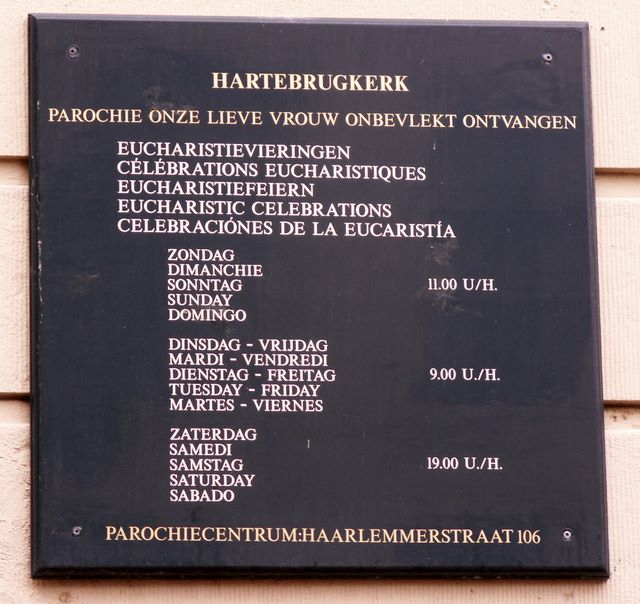 HARTEBRUGKERK
PAROCHIE ONZE LIEVE VROUW ONBEVLEKT ONTVANGEN
EUCHARISTIEVIERINGEN
CÉLÉBRATIONS EUCHARISTIQUES
EUCHARISTIEFEIERN
EUCHARISTIC CELEBRATIONS
CELEBRACIÓNES DE LA EUCARISTÍA
ZONDAG
DIMANCHIE
SONNTAG 11.00 U/H.
SUNDAY
DOMINGO
DINSDAG - VRIJDAG
MARDI - VENDREDI
DIENSTAG - FREITAG 9.00 U./H.
TUESDAY - FRIDAY
MARTES - VIERNES
ZATERDAG
SAMEDI
SAMSTAG 19.00 U./H.
SATURDAY
SABADO
PAROCHIECENTRUM:HAARLEMMERSTRAAT 106